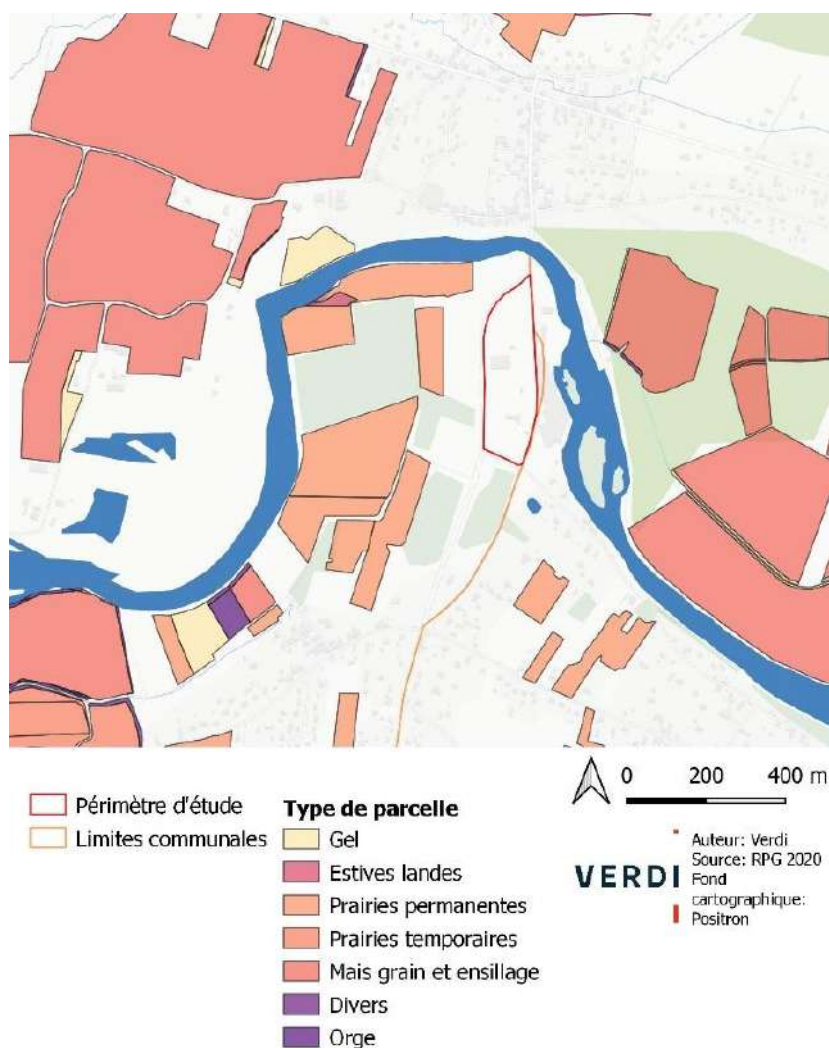 Périmètre d'étude
Limites communales
Type de parcelle
Gel
Estives landes
Prairies permanentes
Prairies temporaires
Mais grain et ensilage
Divers
Orge
0 200 400 m
VERDI
Auteur: Verdi
Source: RPG 2020
Fond
cartographique:
Positron